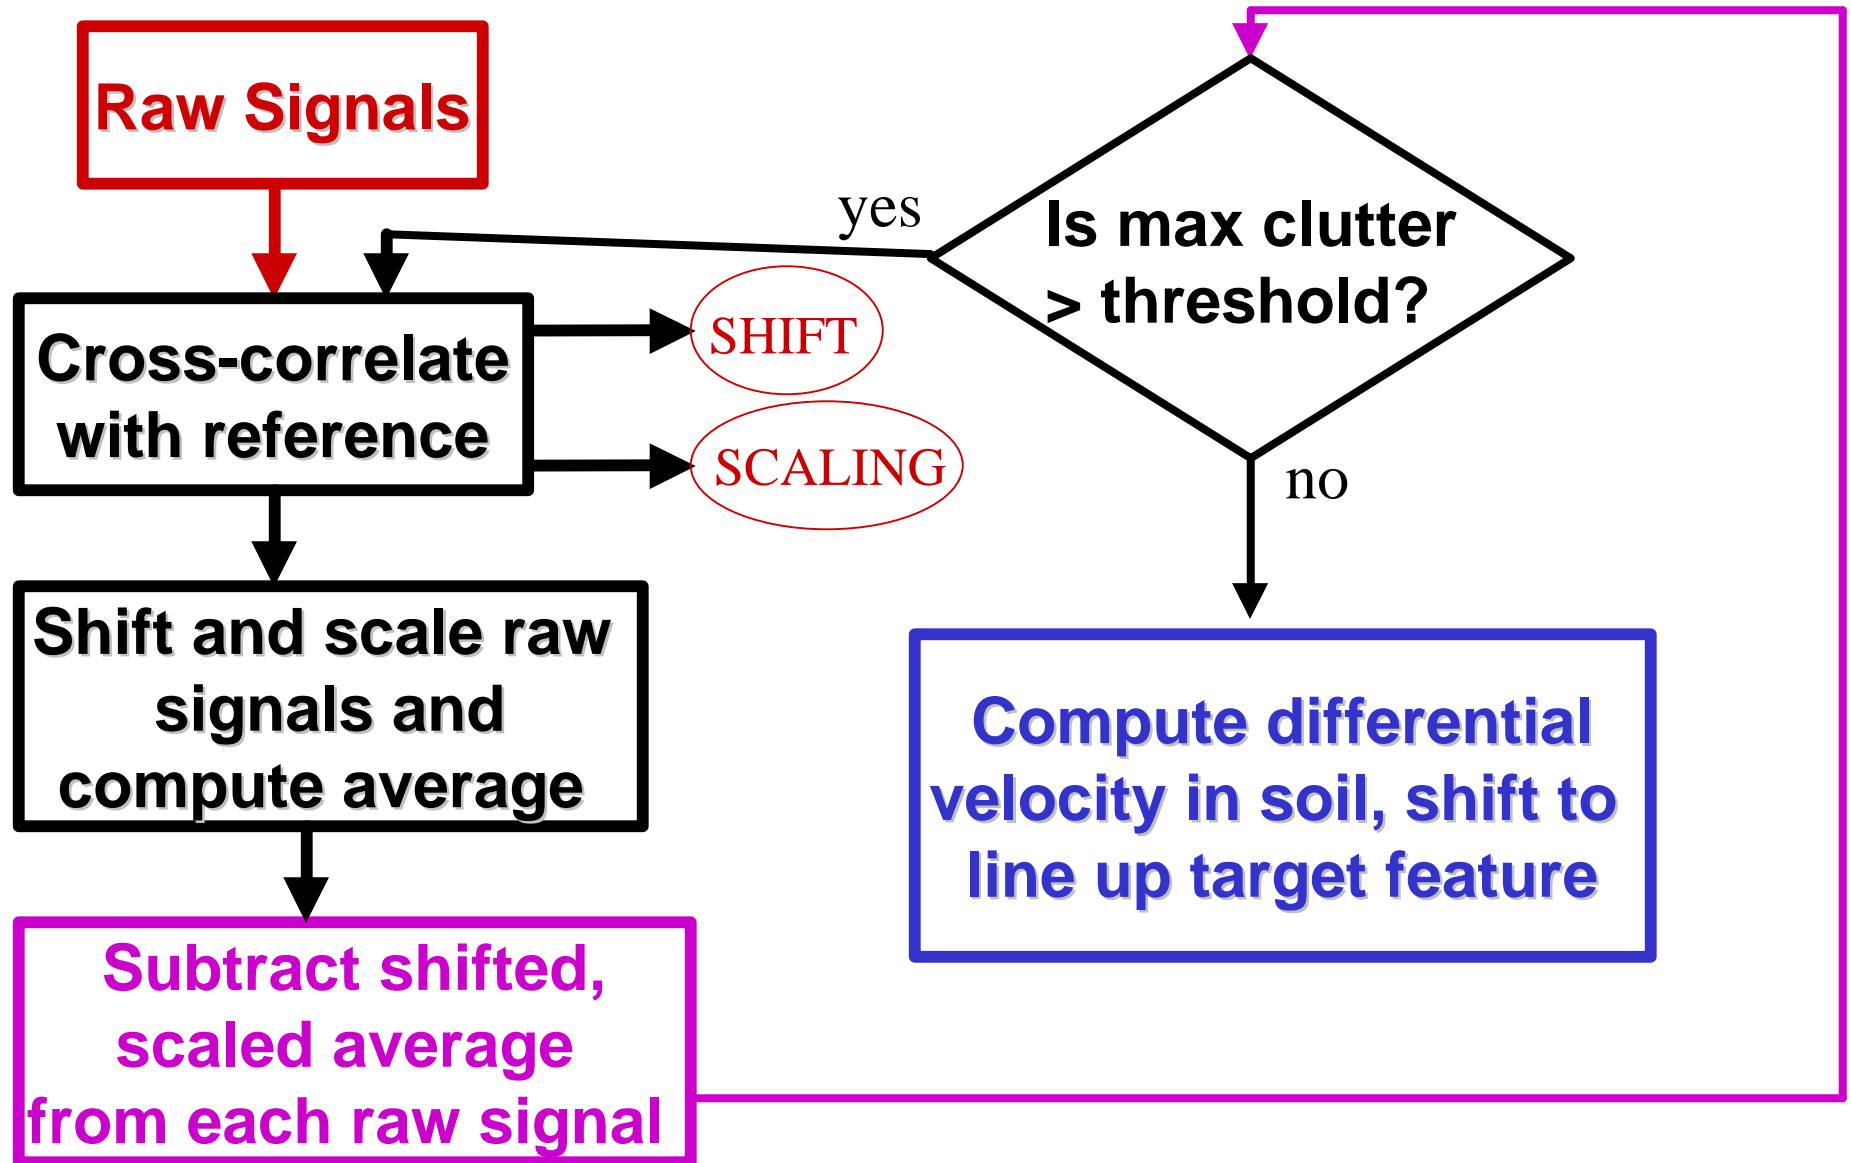 Raw Signals
Cross-correlate
with reference
SHIFT
SCALING
Shift and scale raw
signals and
compute average
Subtract shifted,
scaled average
from each raw signal
yes
Is max clutter
> threshold?
no
Compute differential
velocity in soil, shift to
line up target feature